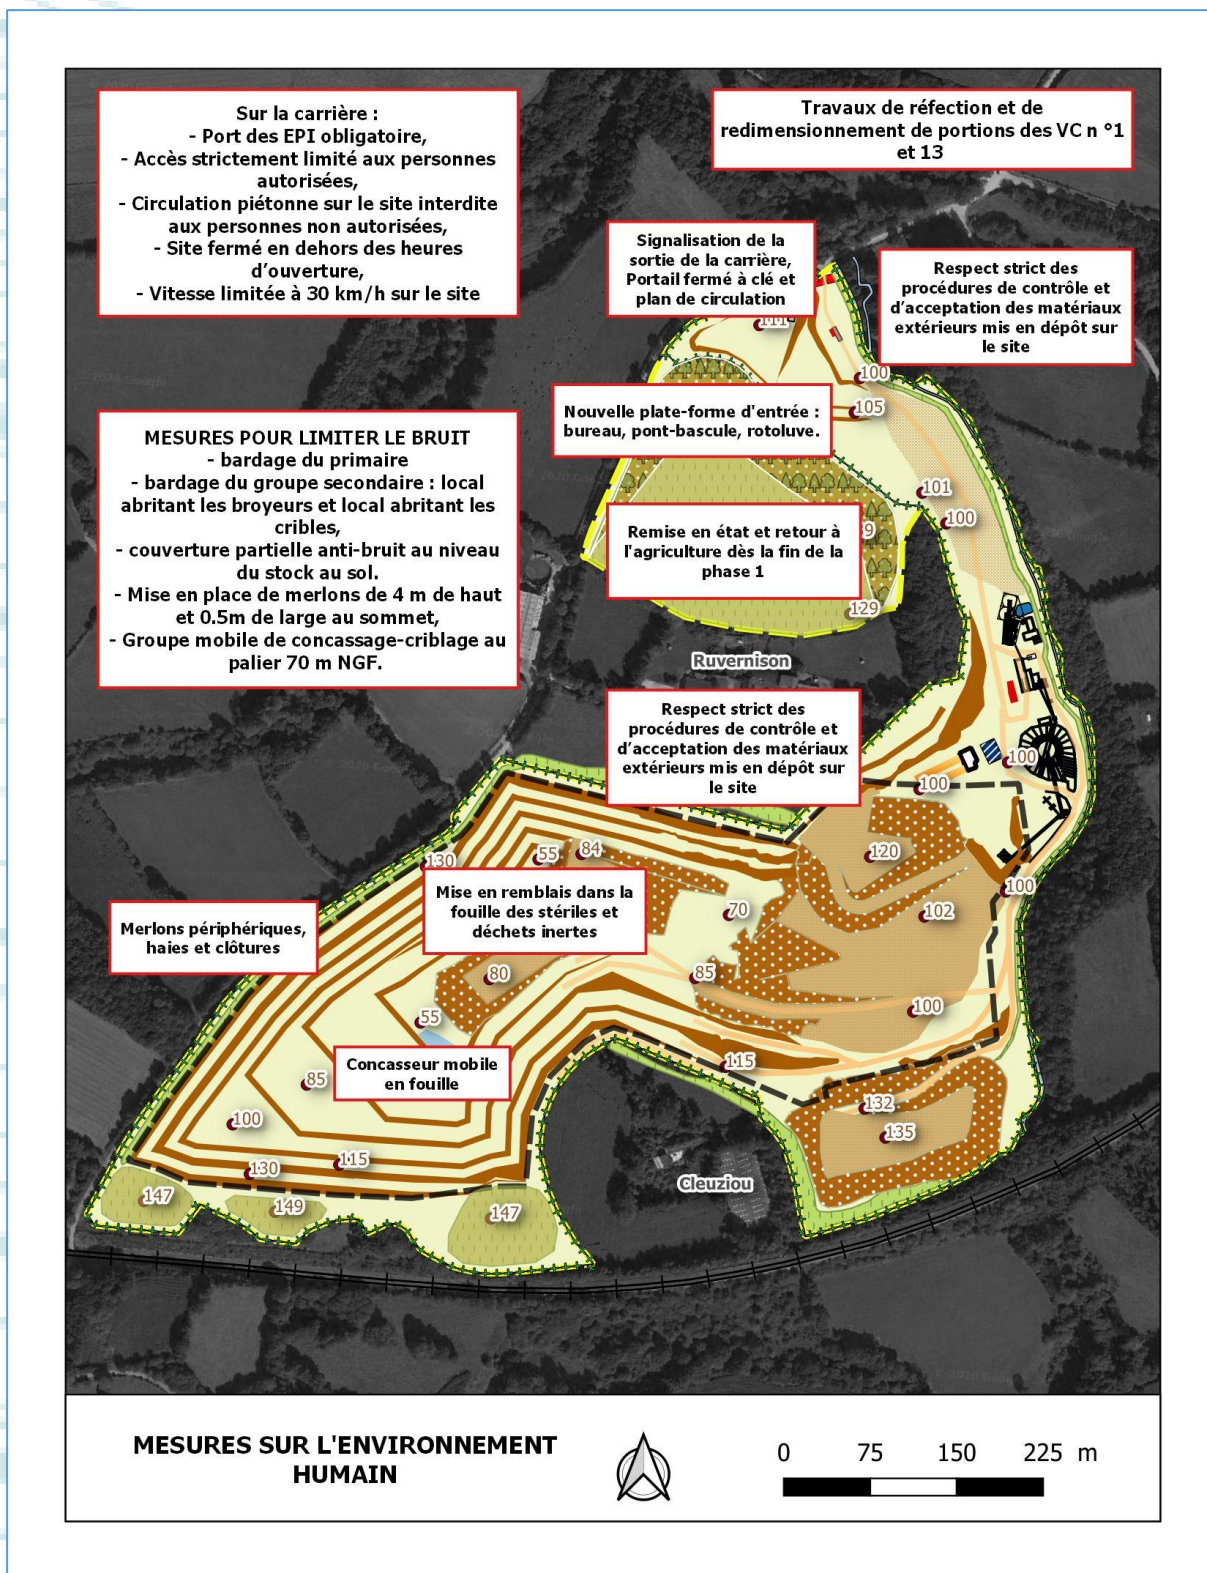 Sur la carrière :
- Port des EPI obligatoire,
- Accès strictement limité aux personnes
autorisées,
- Circulation piétonne sur le site interdite
aux personnes non autorisées,
- Site fermé en dehors des heures
d'ouverture,
- Vitesse limitée à 30 km/h sur le site
Travaux de réfection et de
redimensionnement de portions des VC n °1
et 13
Signalisation de la
sortie de la carrière,
Portail fermé à clé et
plan de circulation
Respect strict des
procédures de contrôle et
d'acceptation des matériaux
extérieurs mis en dépôt sur
le site
111
100
105
Nouvelle plate-forme d'entrée :
bureau, pont-bascule, rotoluve.
MESURES POUR LIMITER LE BRUIT
- bardage du primaire
- bardage du groupe secondaire : local
abritant les broyeurs et local abritant les
cribles,
- couverture partielle anti-bruit au niveau
du stock au sol.
- Mise en place de merlons de 4 m de haut
et 0.5m de large au sommet,
- Groupe mobile de concassage-criblage au
palier 70 m NGF.
101
100
Remise en état et retour à
l'agriculture dès la fin de la
phase 1
129
Ruvernison
Respect strict des
procédures de contrôle et
d'acceptation des matériaux
extérieurs mis en dépôt sur
le site
100
100
130
55
84
120
100
Mise en remblais dans la
fouille des stériles et
déchets inertes
70
102
Merlons périphériques,
haies et clôtures
80
85
55
100
Concasseur mobile
en fouille
85
115
100
132
135
130
115
Cleuziou
147
149
147
MESURES SUR L'ENVIRONNEMENT
HUMAIN
0 75 150 225 m